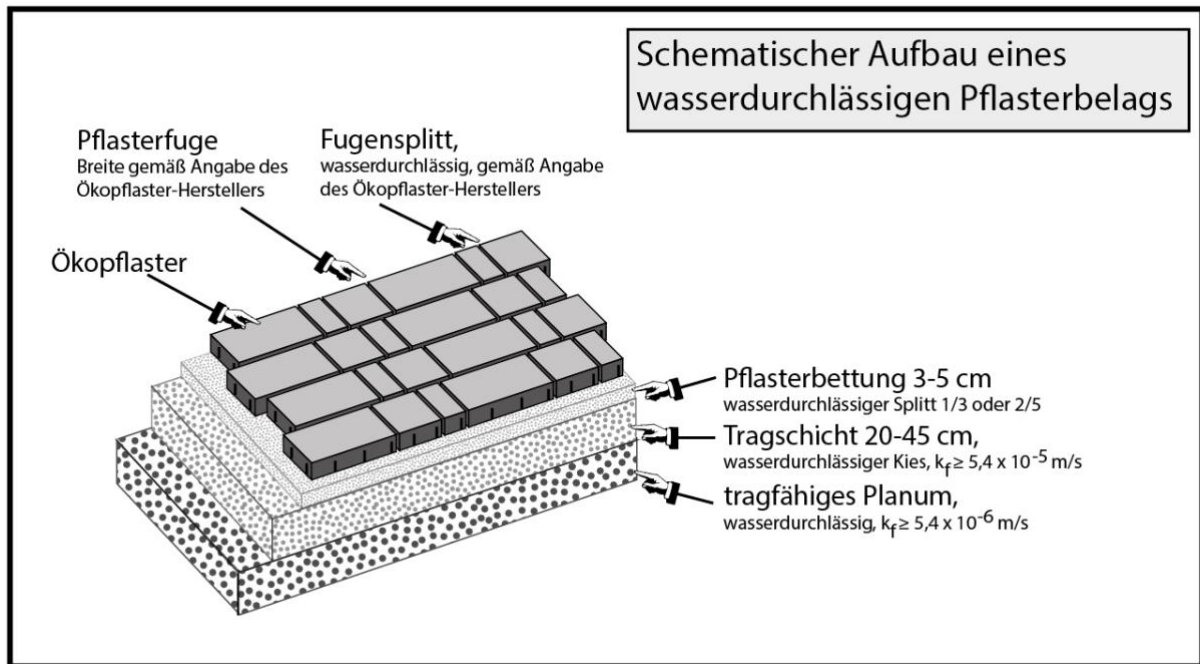 Schematischer Aufbau eines
wasserdurchlässigen Pflasterbelags
Pflasterfuge
Breite gemäß Angabe des
Ökopflaster-Herstellers
Fugensplitt,
wasserdurchlässig, gemäß Angabe
des Ökopflaster-Herstellers
Ökopflaster
Pflasterbettung 3-5 cm
wasserdurchlässiger Splitt 1/3 oder 2/5
Tragschicht 20-45 cm,
wasserdurchlässiger Kies, kf ≥ 5,4 x 10⁻⁵ m/s
tragfähiges Planum,
wasserdurchlässig, kf ≥ 5,4 x 10⁻⁶ m/s